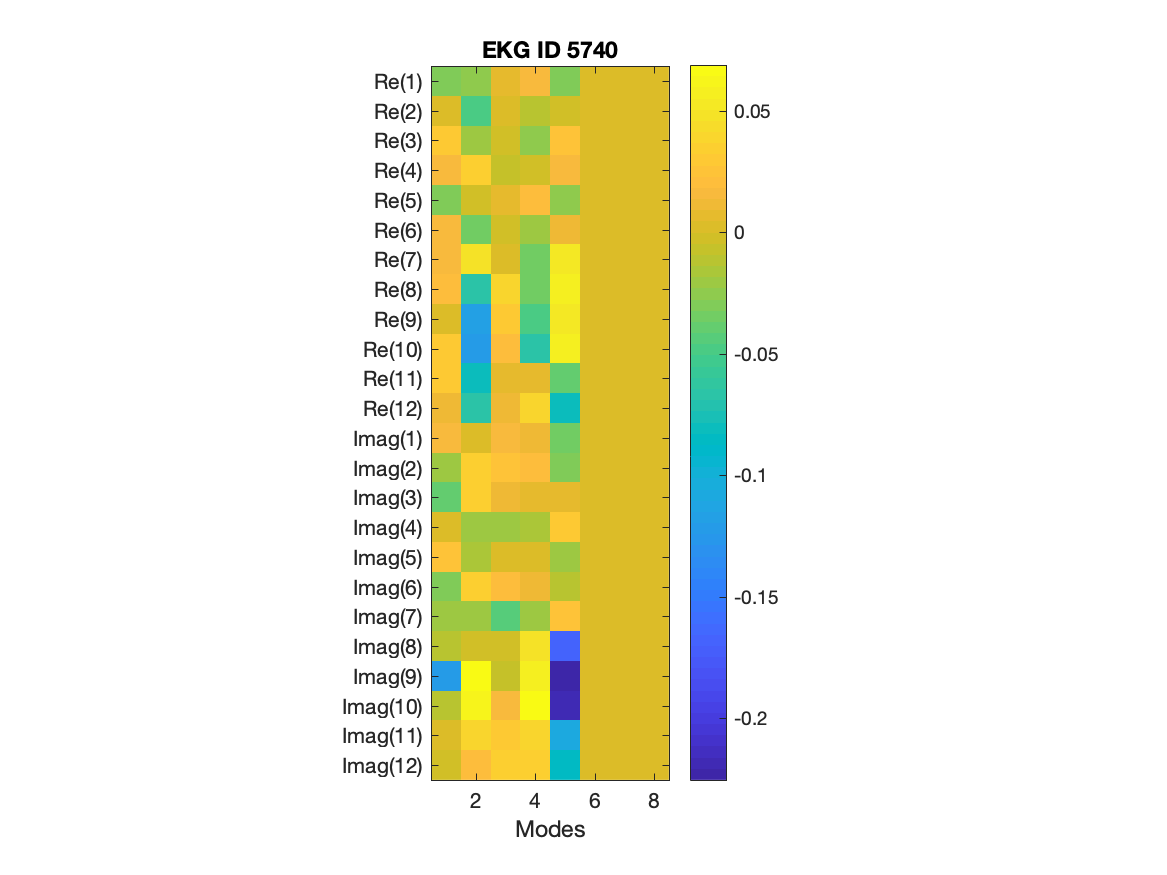 EKG ID 5740
Re(1)
Re(2)
Re(3)
Re(4)
Re(5)
Re(6)
Re(7)
Re(8)
Re(9)
Re(10)
Re(11)
Re(12)
Imag(1)
Imag(2)
Imag(3)
Imag(4)
Imag(5)
Imag(6)
Imag(7)
Imag(8)
Imag(9)
Imag(10)
Imag(11)
Imag(12)
2 4 6 8
Modes
0.05
0
-0.05
-0.1
-0.15
-0.2